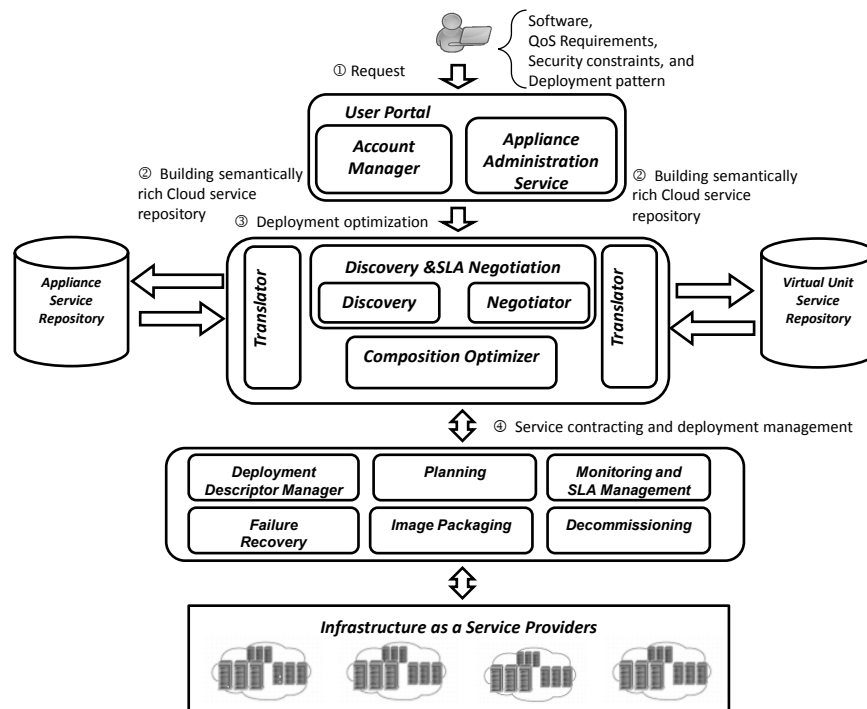 Software,
QoS Requirements,
Security constraints, and
Deployment pattern
① Request
User Portal
Account
Manager
Appliance
Administration
Service
② Building semantically
rich Cloud service
repository
② Building semantically
rich Cloud service
repository
③ Deployment optimization
Appliance
Service
Repository
Translator
Discovery &SLA Negotiation
Discovery
Negotiator
Composition Optimizer
Translator
Virtual Unit
Service
Repository
④ Service contracting and deployment management
Deployment
Descriptor Manager
Planning
Monitoring and
SLA Management
Failure
Recovery
Image Packaging
Decommissioning
Infrastructure as a Service Providers